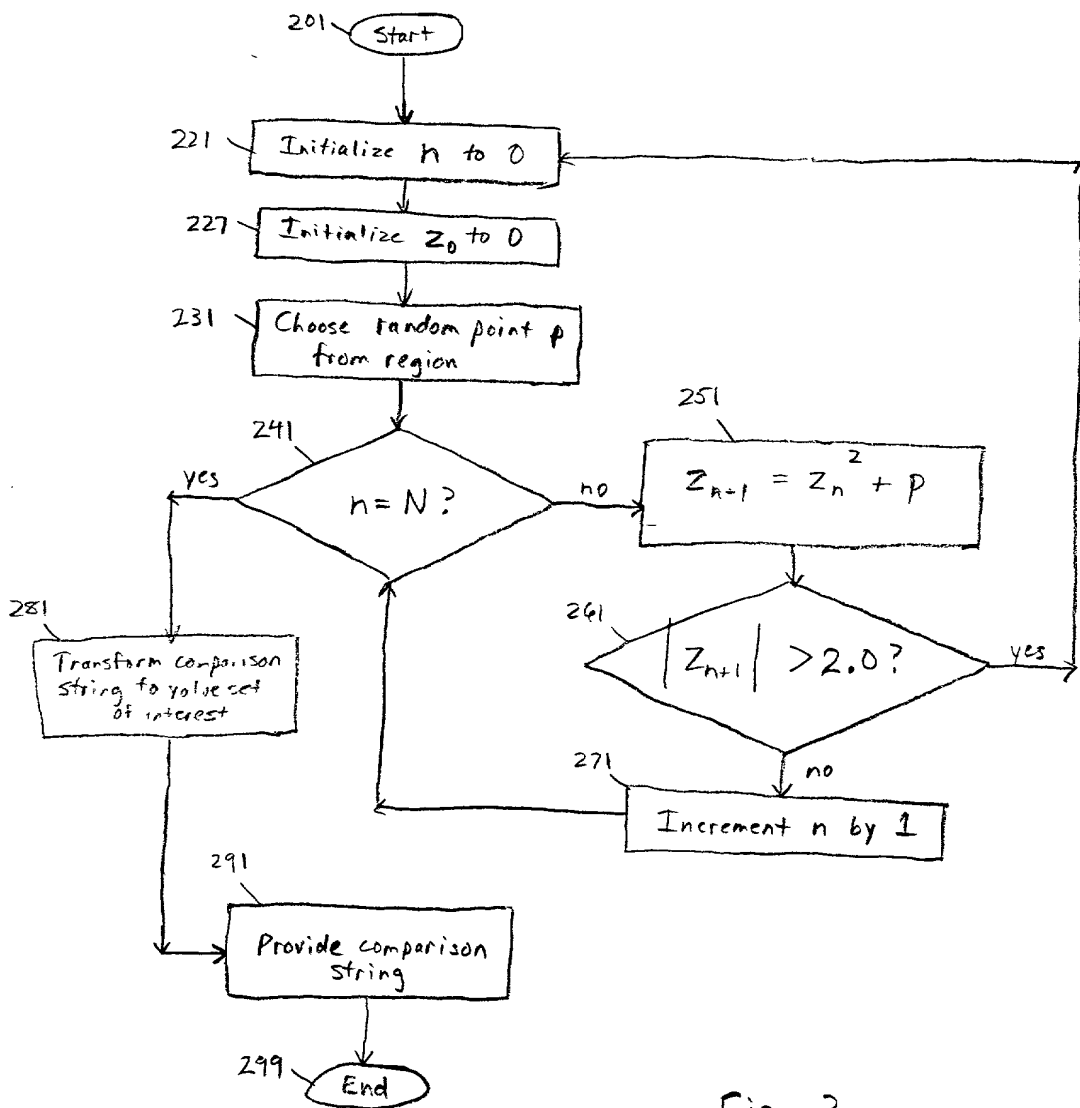 201
Start
221
Initialize n to 0
227
Initialize z₀ to 0
231
Choose random point p
from region
241
n = N?
yes
no
251
Zₙ₊₁ = Zₙ² + P
261
|Zₙ₊₁| > 2.0?
yes
no
271
Increment n by 1
281
Transform comparison
string to value set
of interest
291
Provide comparison
string
299
End